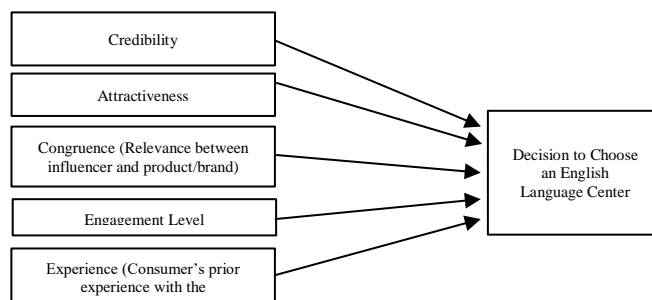 Credibility
Attractiveness
Congruence (Relevance between
influencer and product/brand)
Engagement Level
Experience (Consumer's prior
experience with the
Decision to Choose
an English
Language Center